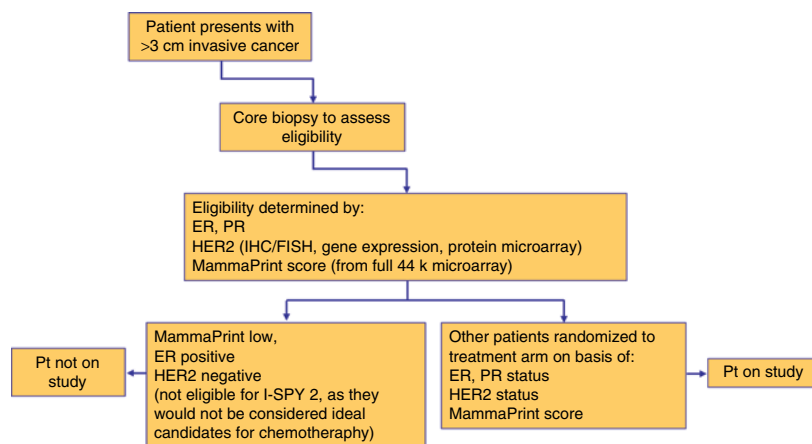 Patient presents with
>3 cm invasive cancer
Core biopsy to assess
eligibility
Eligibility determined by:
ER, PR
HER2 (IHC/FISH, gene expression, protein microarray)
MammaPrint score (from full 44 k microarray)
Pt not on
study
MammaPrint low,
ER positive
HER2 negative
(not eligible for I-SPY 2, as they
would not be considered ideal
candidates for chemotheraphy)
Other patients randomized to
treatment arm on basis of:
ER, PR status
HER2 status
MammaPrint score
Pt on study